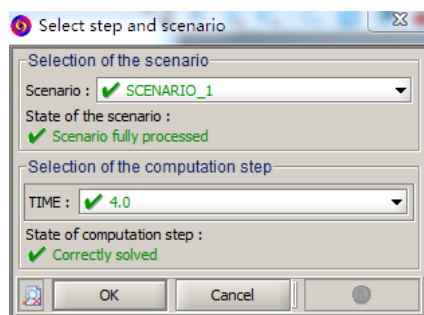 Select step and scenario
Selection of the scenario
Scenario : SCENARIO_1
State of the scenario :
Scenario fully processed
Selection of the computation step
TIME : 4.0
State of computation step :
Correctly solved
OK Cancel